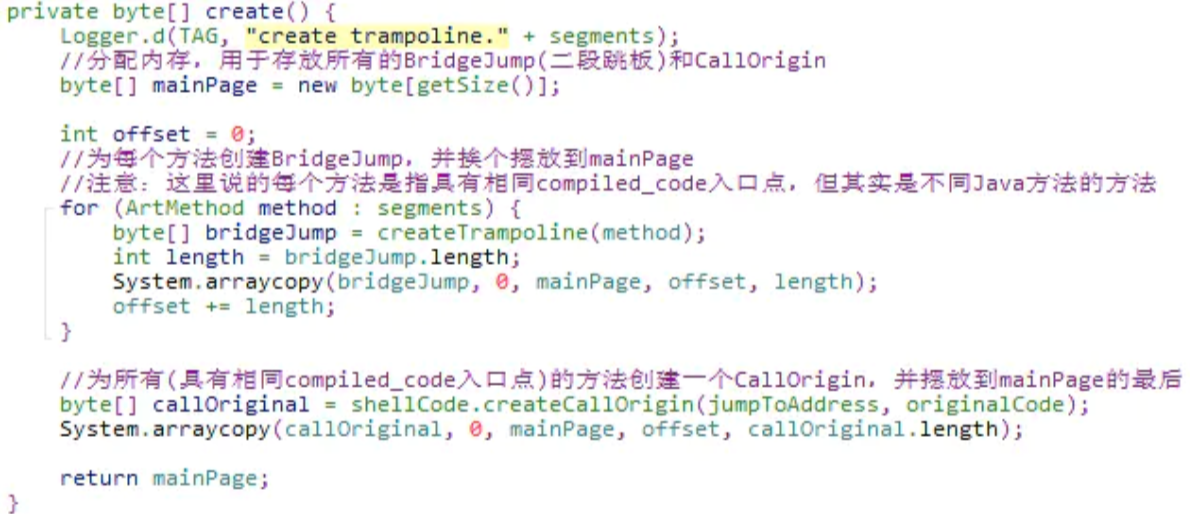 private byte[] create() {
    Logger.d(TAG, "create trampoline." + segments);
    //分配内存，用于存放所有的BridgeJump(二段跳板)和CallOrigin
    byte[] mainPage = new byte[getSize()];

    int offset = 0;
    //为每个方法创建BridgeJump，并挨个摆放到mainPage
    //注意：这里说的每个方法是指具有相同compiled_code入口点，但其实是不同Java方法的方法
    for (ArtMethod method : segments) {
        byte[] bridgeJump = createTrampoline(method);
        int length = bridgeJump.length;
        System.arraycopy(bridgeJump, 0, mainPage, offset, length);
        offset += length;
    }

    //为所有(具有相同compiled_code入口点)的方法创建一个CallOrigin，并摆放到mainPage的最后
    byte[] callOriginal = shellCode.createCallOrigin(jumpToAddress, originalCode);
    System.arraycopy(callOriginal, 0, mainPage, offset, callOriginal.length);

    return mainPage;
}